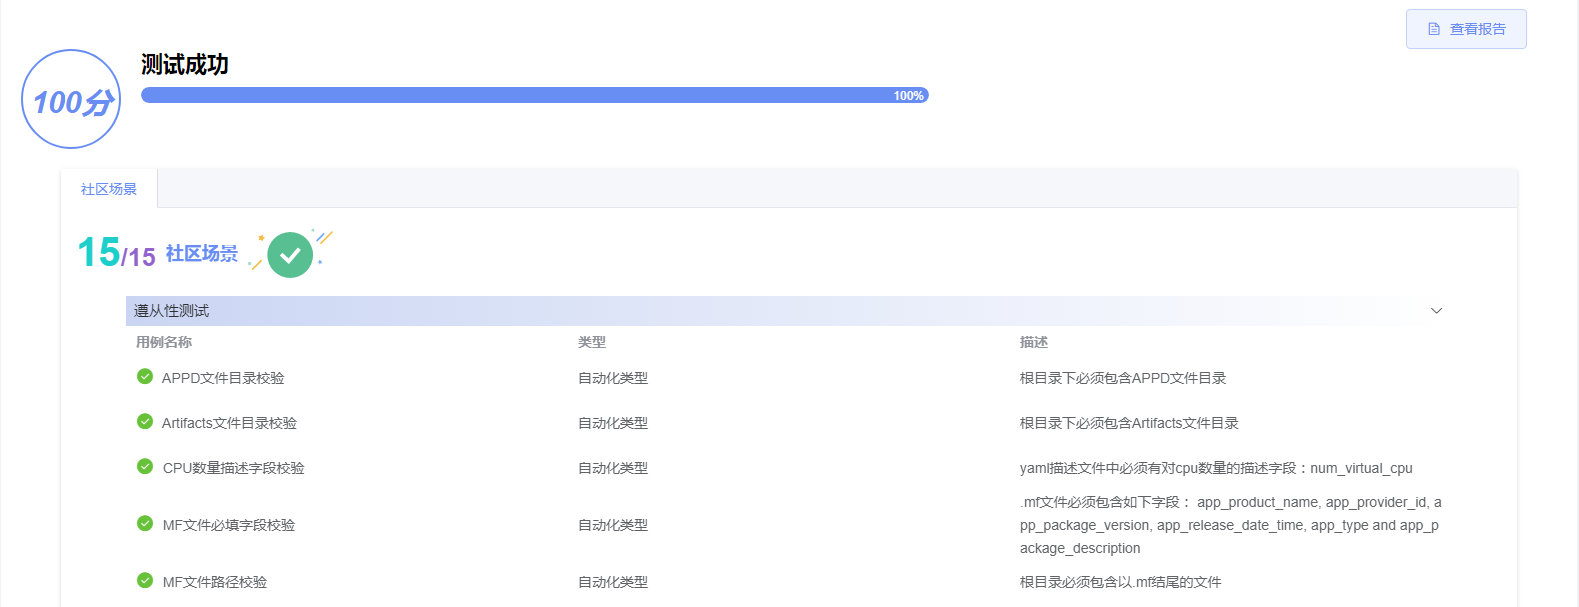 查看报告
100分
测试成功
100%
社区场景
15/15 社区场景
遵从性测试
用例名称 类型 描述
APPD文件目录校验 自动化类型 根目录下必须包含APPD文件目录
Artifacts文件目录校验 自动化类型 根目录下必须包含Artifacts文件目录
CPU数量描述字段校验 自动化类型 yaml描述文件中必须有对cpu数量的描述字段：num_virtual_cpu
MF文件必填字段校验 自动化类型 .mf文件必须包含如下字段： app_product_name, app_provider_id, a
pp_package_version, app_release_date_time, app_type and app_p
ackage_description
MF文件路径校验 自动化类型 根目录必须包含以.mf结尾的文件